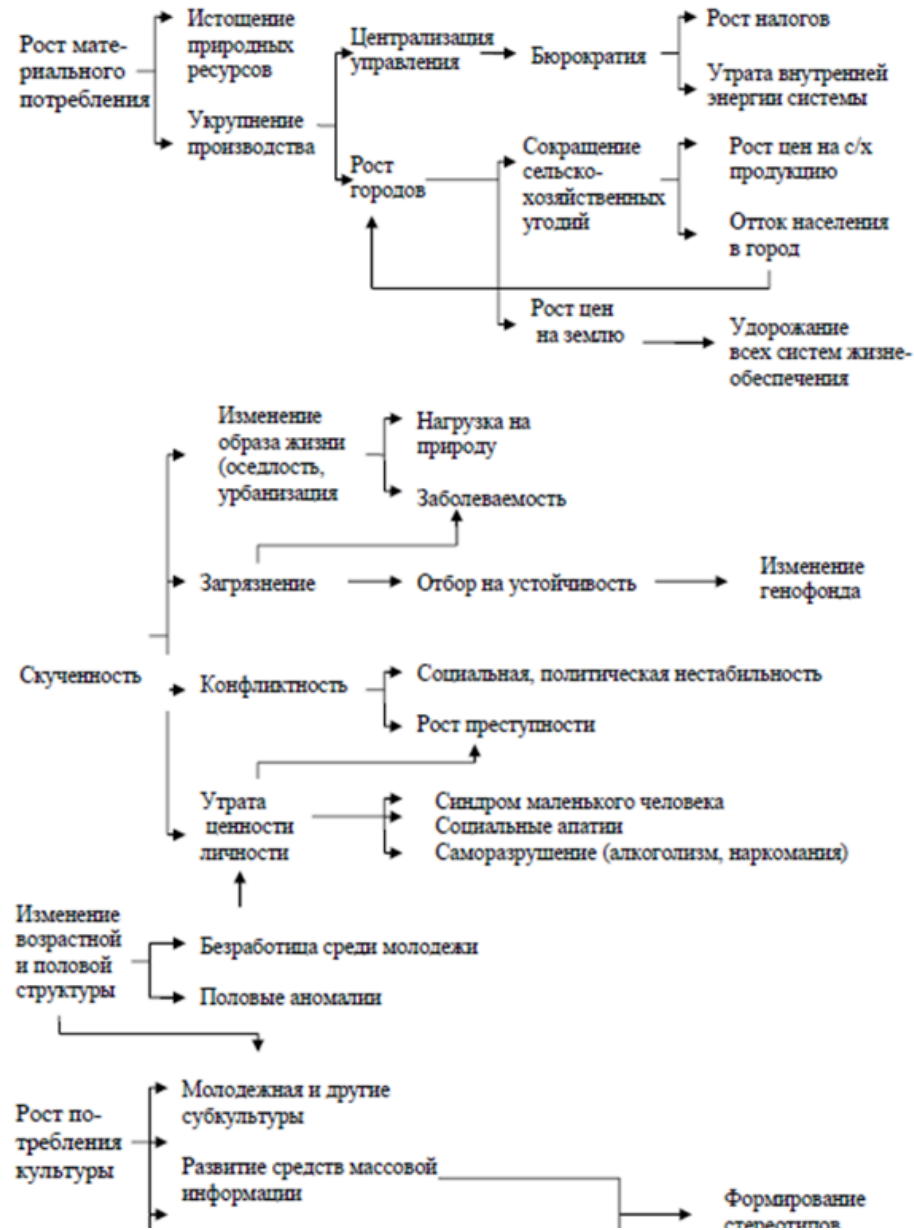 Рост мате-
риального
потребления
Истощение
природных
ресурсов
Укрупнение
производства
Централизация
управления
Бюрократия
Рост налогов
Утрата внутренней
энергии системы
Рост
городов
Сокращение
сельско-
хозяйственных
угодий
Рост цен на с/х
продукцию
Отток населения
в город
Рост цен
на землю
Удорожание
всех систем жизне-
обеспечения
Скученность
Изменение
образа жизни
(оседлость,
урбанизация
Нагрузка на
природу
Заболеваемость
Загрязнение
Отбор на устойчивость
Изменение
генофонда
Конфликтность
Социальная, политическая нестабильность
Рост преступности
Утрата
ценности
личности
Синдром маленького человека
Социальные апатии
Саморазрушение (алкоголизм, наркомания)
Изменение
возрастной
и половой
структуры
Безработица среди молодежи
Половые аномалии
Рост по-
требления
культуры
Молодежная и другие
субкультуры
Развитие средств массовой
информации
Формирование
стереотипов